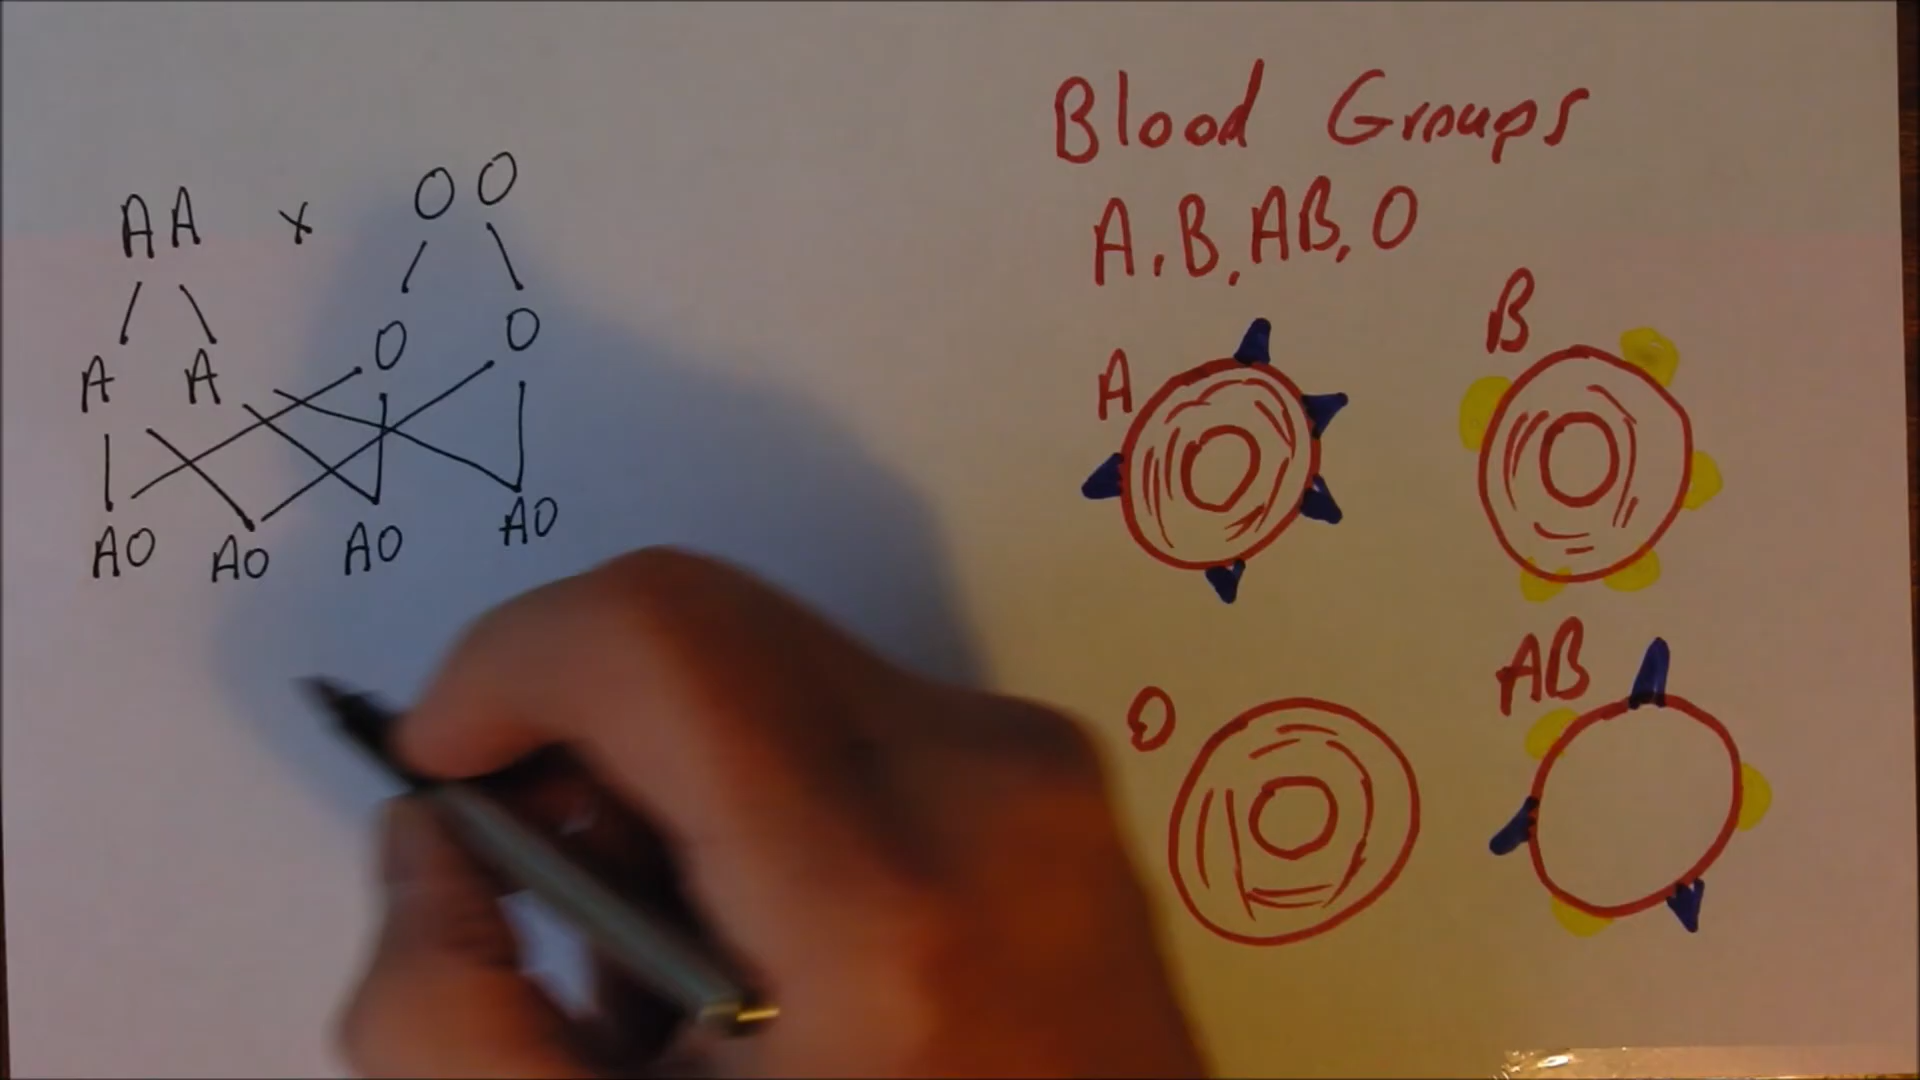 AA x OO
A A O O
AO AO AO AO
Blood Groups
A, B, AB, O
A
B
O
AB